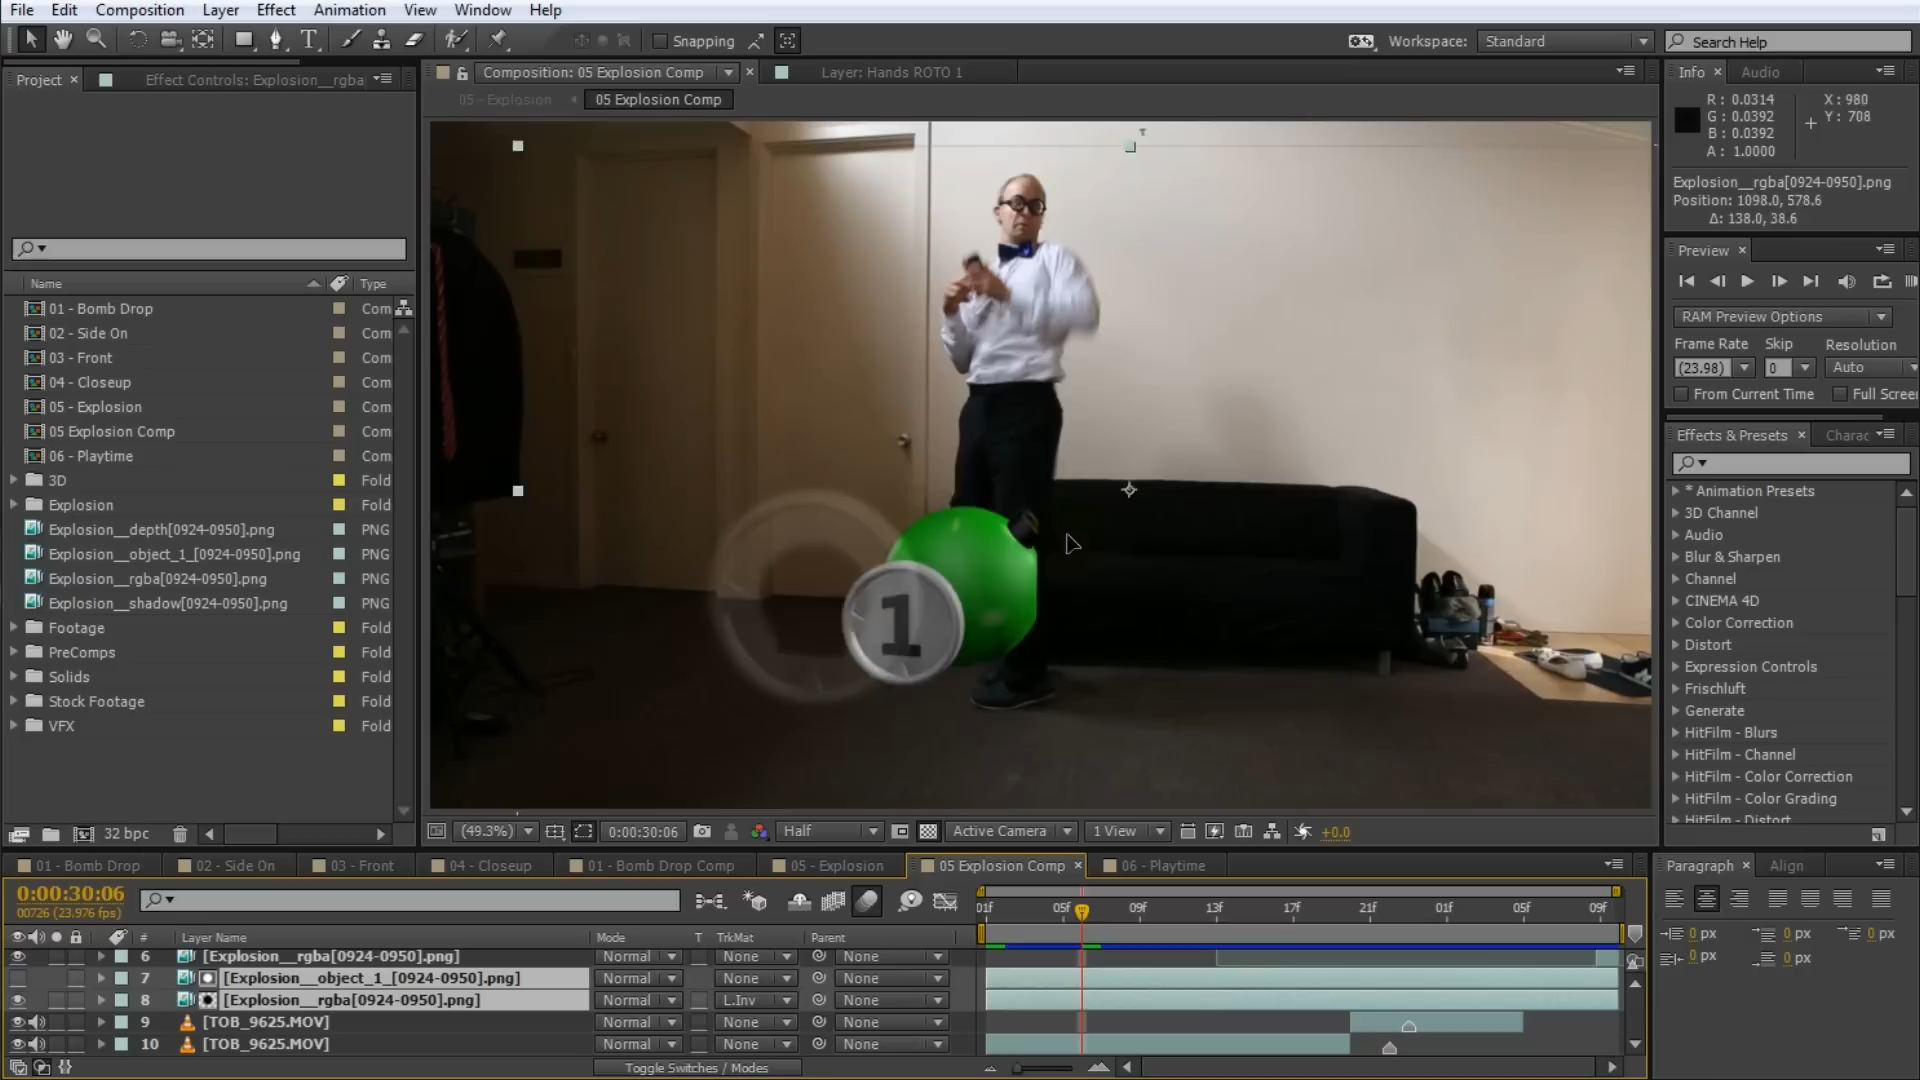 File Edit Composition Layer Effect Animation View Window Help
Snapping Workspace: Standard Search Help
Project Effect Controls: Explosion__rgba
Composition: 05 Explosion Comp Layer: Hands ROTO 1
05 - Explosion 05 Explosion Comp
Info Audio
R: 0.0314 X: 980
G: 0.0392 Y: 708
B: 0.0392
A: 1.0000
Explosion__rgba[0924-0950].png
Position: 1098.0, 578.6
Δ: 138.0, 38.6
Preview
RAM Preview Options
Frame Rate Skip Resolution
(23.98) 0 Auto
From Current Time Full Screen
Effects & Presets Charac
* Animation Presets
3D Channel
Audio
Blur & Sharpen
Channel
CINEMA 4D
Color Correction
Distort
Expression Controls
Frischluft
Generate
HitFilm - Blurs
HitFilm - Channel
HitFilm - Color Correction
HitFilm - Color Grading
HitFilm - Distort
Name Type
01 - Bomb Drop Com
02 - Side On Com
03 - Front Com
04 - Closeup Com
05 - Explosion Com
05 Explosion Comp Com
06 - Playtime Com
3D Fold
Explosion Fold
Explosion__depth[0924-0950].png PNG
Explosion__object_1_[0924-0950].png PNG
Explosion__rgba[0924-0950].png PNG
Explosion__shadow[0924-0950].png PNG
Footage Fold
PreComps Fold
Solids Fold
Stock Footage Fold
VFX Fold
32 bpc
1
(49.3%) 0:00:30:06 Half Active Camera 1 View +0.0
01 - Bomb Drop 02 - Side On 03 - Front 04 - Closeup 01 - Bomb Drop Comp 05 - Explosion 05 Explosion Comp 06 - Playtime
0:00:30:06
00726 (23.976 fps)
01f 05f 09f 13f 17f 21f 01f 05f 09f
# Layer Name Mode T TrkMat Parent
6 [Explosion__rgba[0924-0950].png] Normal None None
7 [Explosion__object_1_[0924-0950].png] Normal None None
8 [Explosion__rgba[0924-0950].png] Normal L.Inv None
9 [TOB_9625.MOV] Normal None None
10 [TOB_9625.MOV] Normal None None
Toggle Switches / Modes
Paragraph Align
0 px 0 px 0 px
0 px 0 px